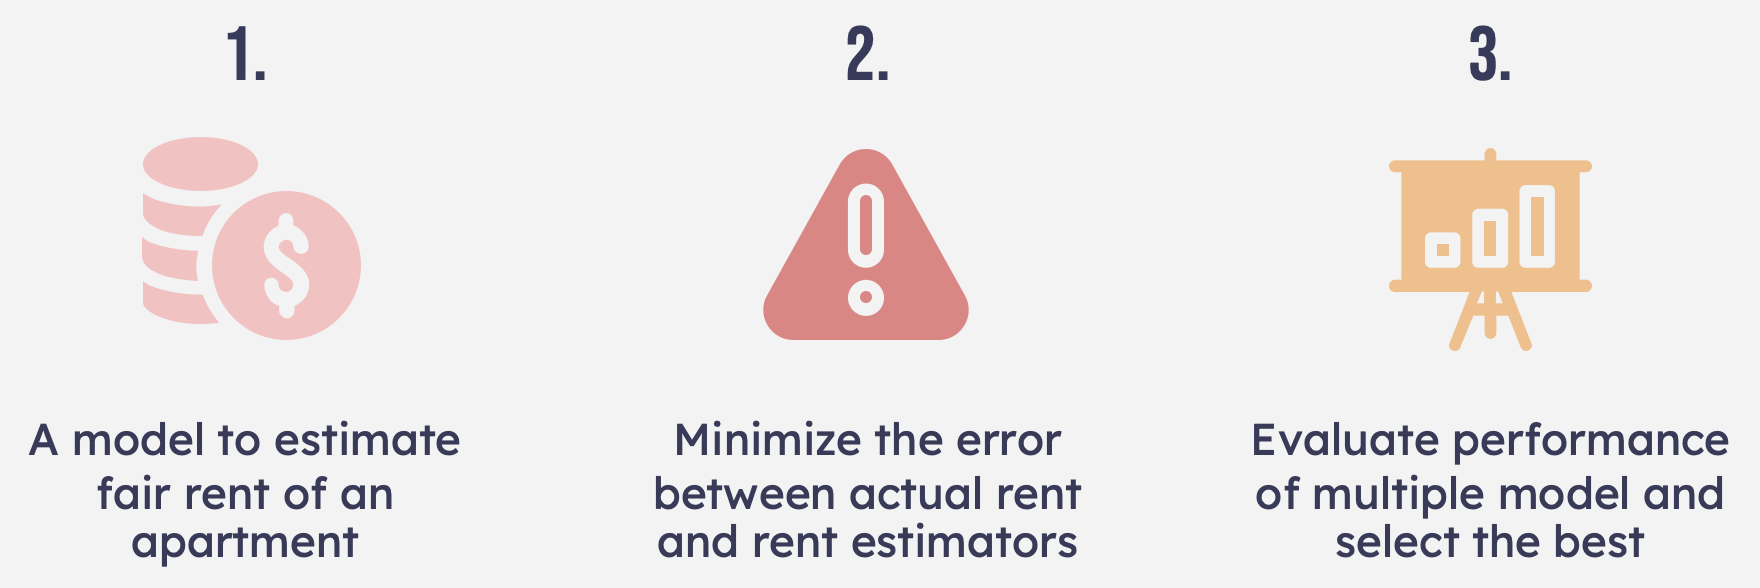 1.
A model to estimate
fair rent of an
apartment
2.
Minimize the error
between actual rent
and rent estimators
3.
Evaluate performance
of multiple model and
select the best